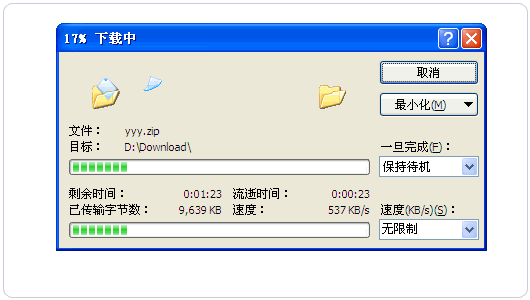 17% 下载中
取消
最小化(M)
文件： yyy.zip
目标： D:\Download\
一旦完成(F)：
保持待机
剩余时间： 0:01:23 流逝时间： 0:00:23
已传输字节数： 9,639 KB 速度： 537 KB/s
速度(KB/s)(S)：
无限制